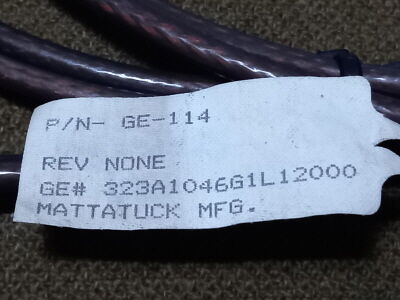 P/N- GE-114
REV NONE
GE# 323A1046G1L12000
MATTATUCK MFG.